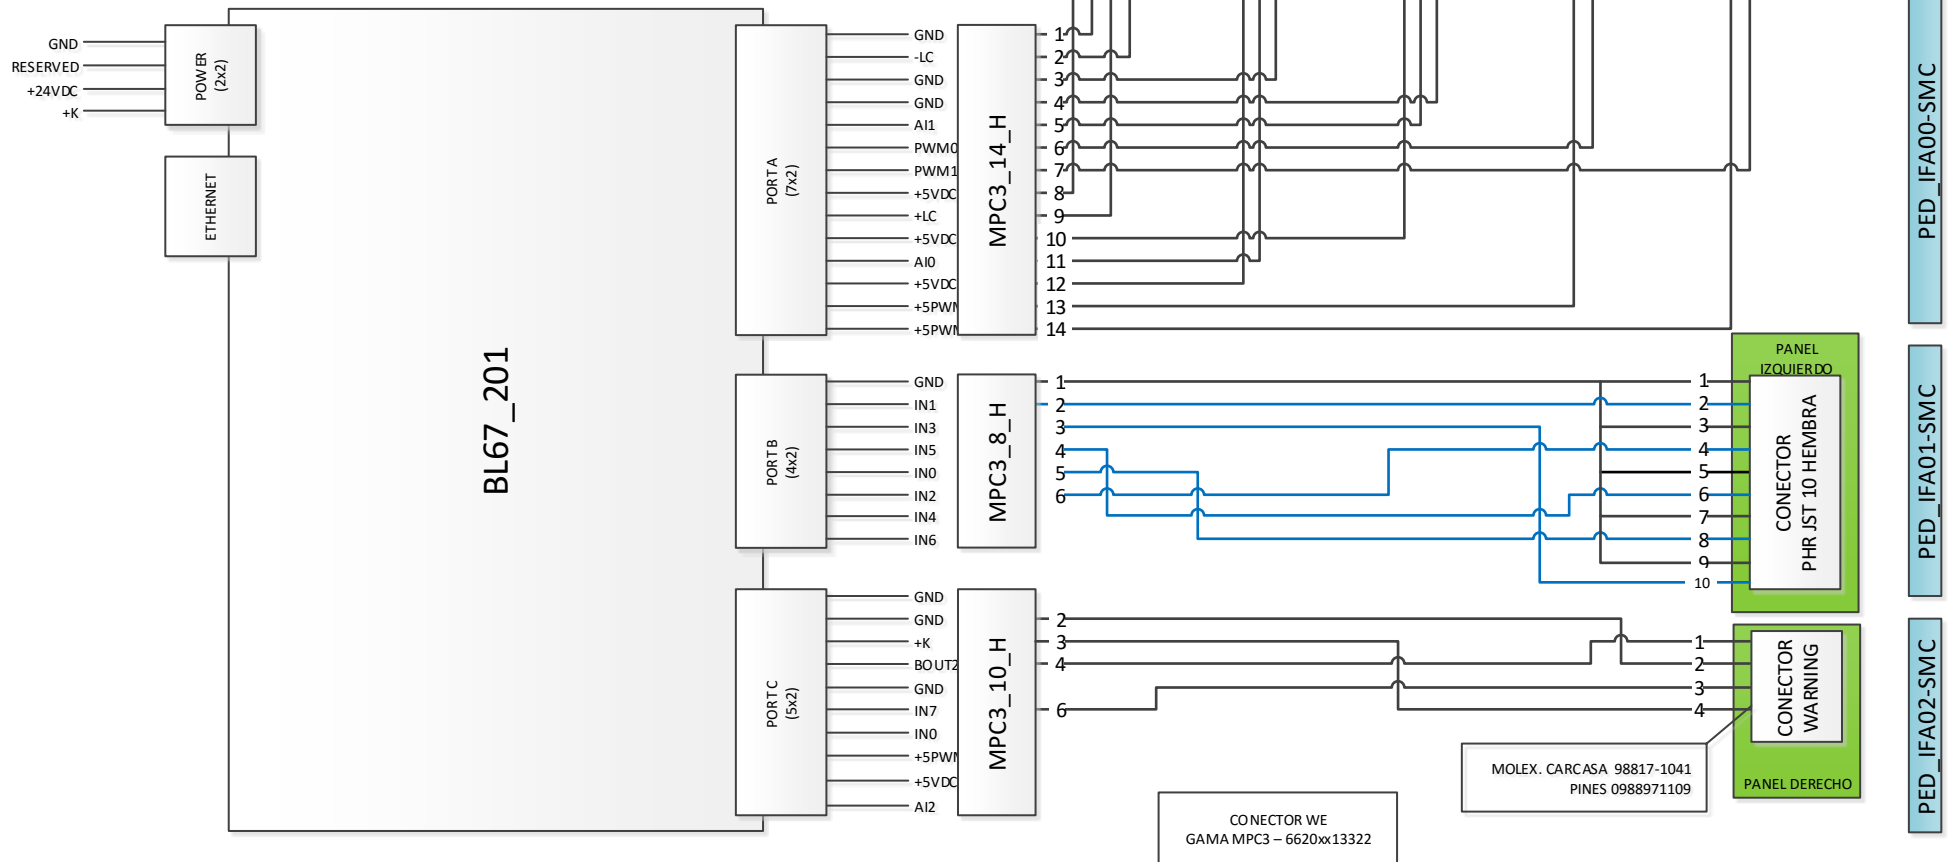 GND
RESERVED
+24VDC
+K
POWER
(2x2)
ETHERNET
BL67_201
PORT A
(7x2)
GND
-LC
GND
GND
AI1
PWM0
PWM1
+5VDC
+LC
+5VDC
AI0
+5VDC
+5PW
+5PW
MPC3_14_H
1
2
3
4
5
6
7
8
9
10
11
12
13
14
PED_IFA00-SMC
PORT B
(4x2)
GND
IN1
IN3
IN5
IN0
IN2
IN4
IN6
MPC3_8_H
1
2
3
4
5
6
PANEL
IZQUIERDO
1
2
3
4
5
6
7
8
9
10
CONECTOR
PHR JST 10 HEMBRA
PED_IFA01-SMC
PORT C
(5x2)
GND
GND
+K
BOUT2
GND
IN7
IN0
+5PW
+5VDC
AI2
MPC3_10_H
2
3
4
6
1
2
3
4
CONECTOR
WARNING
PANEL DERECHO
PED_IFA02-SMC
MOLEX. CARCASA 98817-1041
PINES 0988971109
CONECTOR WE
GAMA MPC3 – 6620xx13322